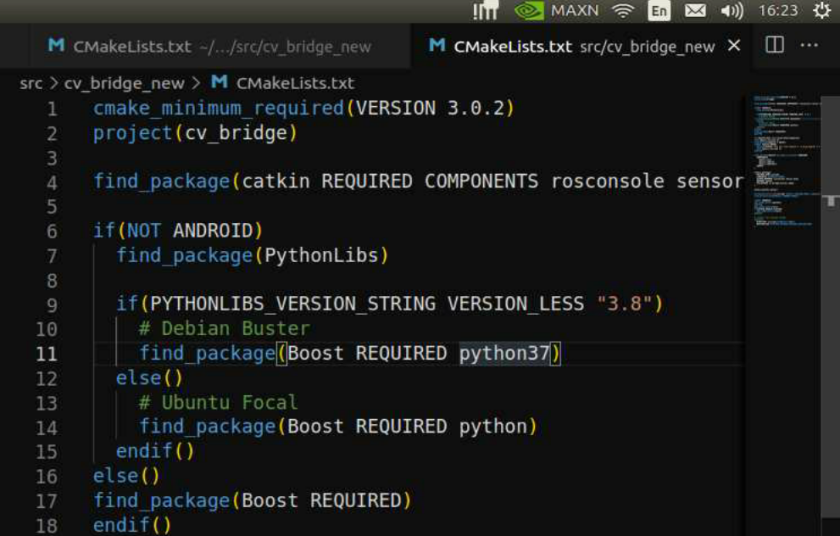 MAXN En 16:23
CMakeLists.txt ~/.../src/cv_bridge_new
CMakeLists.txt src/cv_bridge_new
src > cv_bridge_new > CMakeLists.txt
1 cmake_minimum_required(VERSION 3.0.2)
2 project(cv_bridge)
3
4 find_package(catkin REQUIRED COMPONENTS rosconsole sensor
5
6 if(NOT ANDROID)
7 find_package(PythonLibs)
8
9 if(PYTHONLIBS_VERSION_STRING VERSION_LESS "3.8")
10 # Debian Buster
11 find_package(Boost REQUIRED python37)
12 else()
13 # Ubuntu Focal
14 find_package(Boost REQUIRED python)
15 endif()
16 else()
17 find_package(Boost REQUIRED)
18 endif()